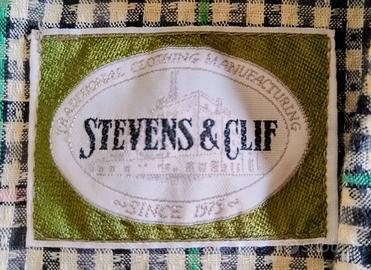 TRADITIONAL CLOTHING MANUFACTURING
STEVENS & CLIF
~SINCE 1975~